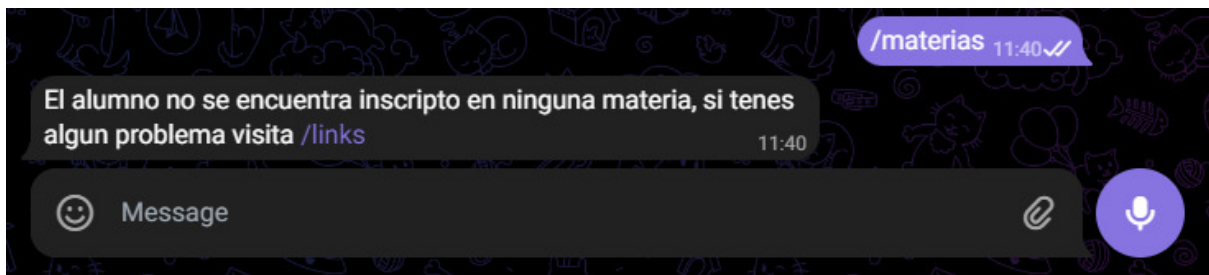 /materias 11:40
El alumno no se encuentra inscripto en ninguna materia, si tenes
algun problema visita /links
11:40
Message